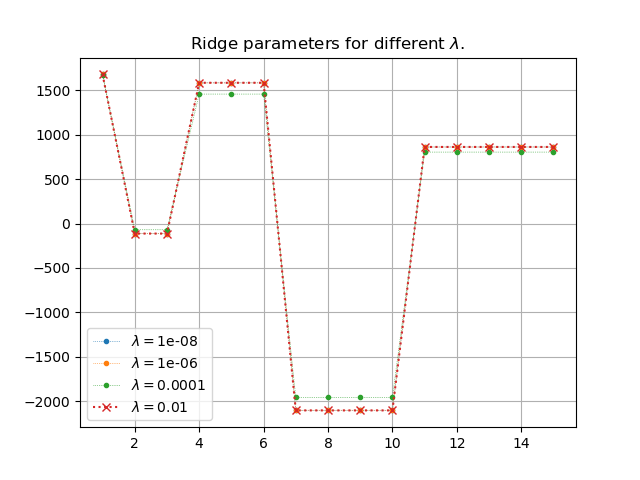 Ridge parameters for different λ.
1500
1000
500
0
−500
−1000
−1500
−2000
λ = 1e-08
λ = 1e-06
λ = 0.0001
λ = 0.01
2 4 6 8 10 12 14